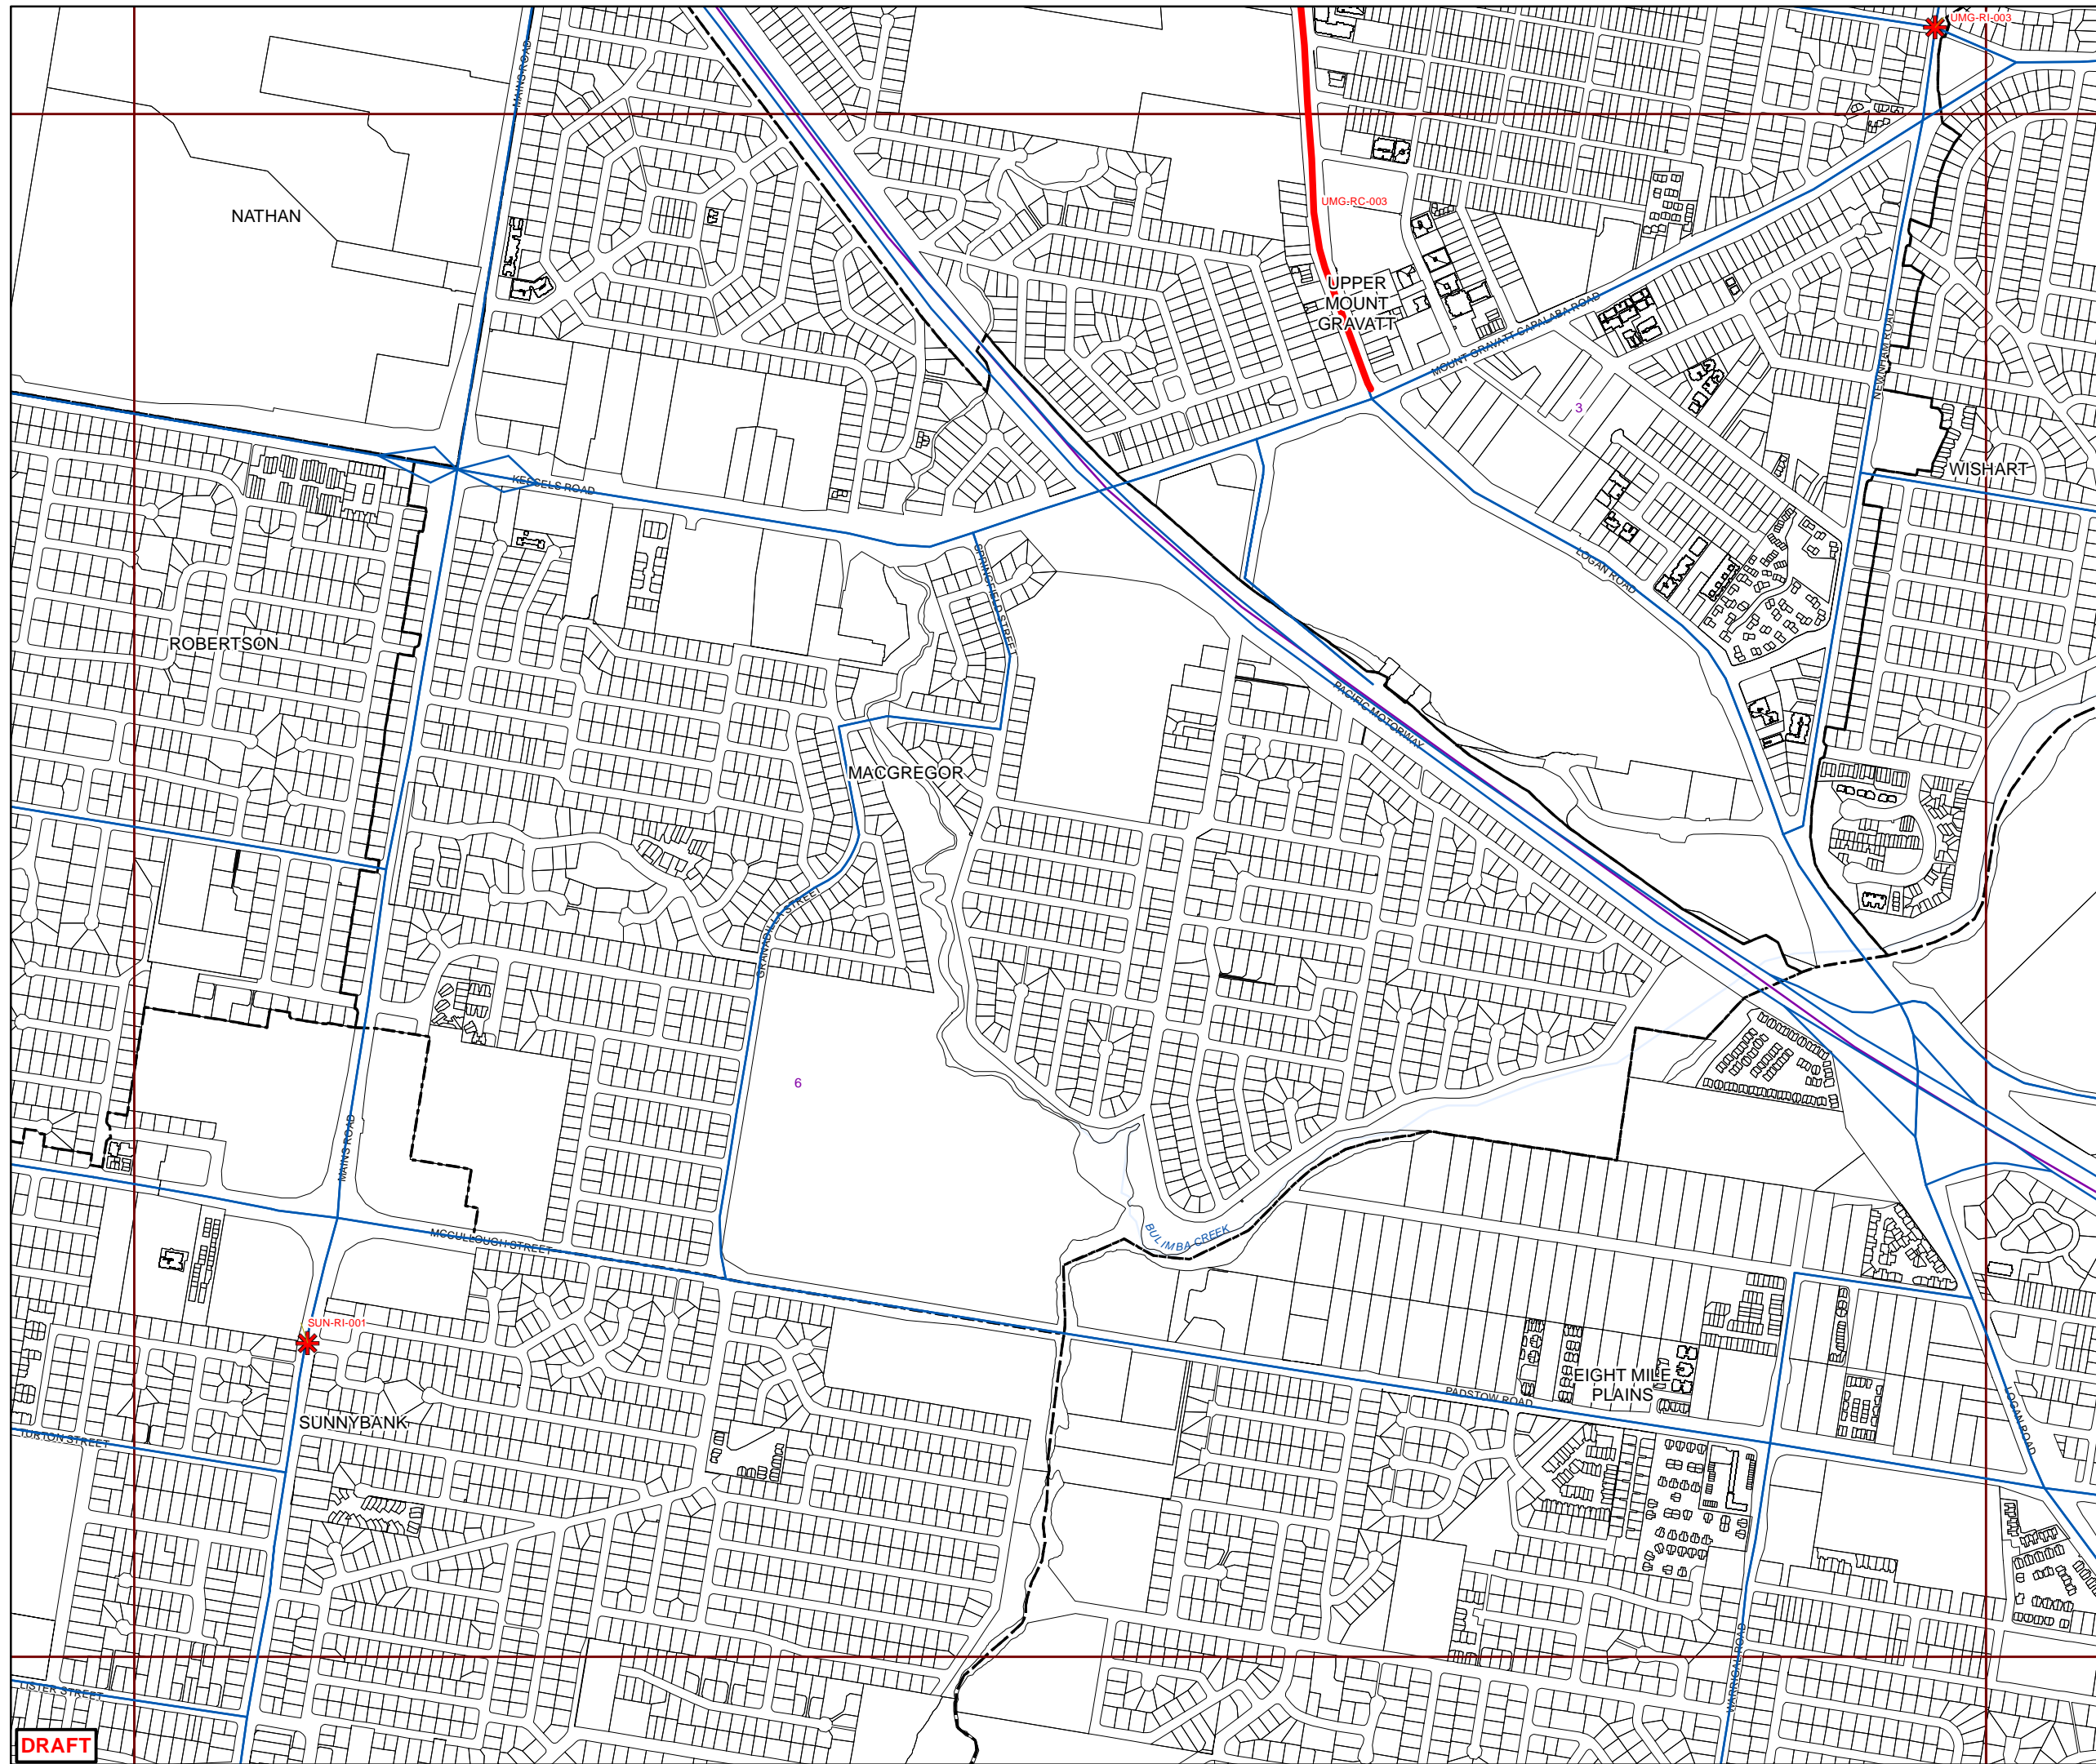 UMG-RI-003
MAINS ROAD
UMG-RC-003
NATHAN
UPPER
MOUNT
GRAVATT
MOUNT GRAVATT CAPALABA ROAD
NEWNHAM ROAD
3
WISHART
KESSELS ROAD
SPRINGFIELD STREET
LOGAN ROAD
ROBERTSON
PACIFIC MOTORWAY
MACGREGOR
GRANADILLA STREET
6
MAINS ROAD
BULIMBA CREEK
MCCULLOUGH STREET
SUN-RI-001
EIGHT MILE
PLAINS
PADSTOW ROAD
LOGAN ROAD
SUNNYBANK
TURTON STREET
WARRIGAL ROAD
LISTER STREET
DRAFT